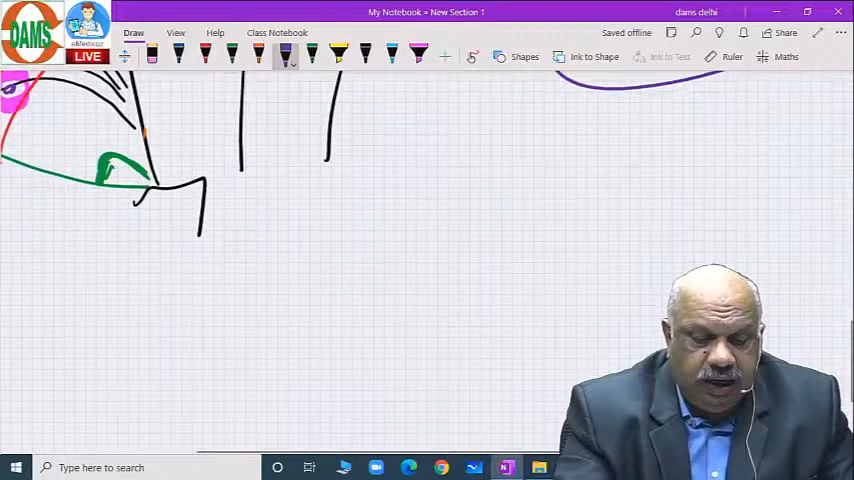 DAMS
eMedicoz
LIVE
My Notebook » New Section 1
dams delhi
Draw
View
Help
Class Notebook
Saved offline
Share
Shapes
Ink to Shape
Ink to Text
Ruler
Maths
Type here to search